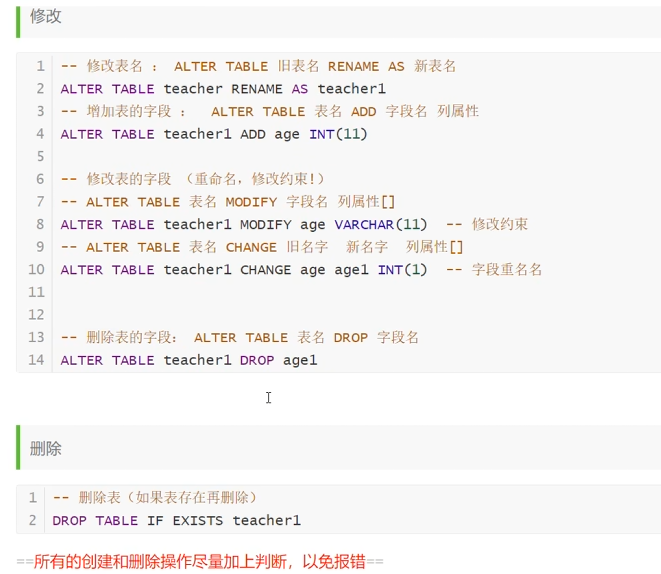 修改
1 -- 修改表名 ： ALTER TABLE 旧表名 RENAME AS 新表名
2 ALTER TABLE teacher RENAME AS teacher1
3 -- 增加表的字段 ： ALTER TABLE 表名 ADD 字段名 列属性
4 ALTER TABLE teacher1 ADD age INT(11)
5
6 -- 修改表的字段 （重命名，修改约束!）
7 -- ALTER TABLE 表名 MODIFY 字段名 列属性[]
8 ALTER TABLE teacher1 MODIFY age VARCHAR(11) -- 修改约束
9 -- ALTER TABLE 表名 CHANGE 旧名字 新名字 列属性[]
10 ALTER TABLE teacher1 CHANGE age age1 INT(1) -- 字段重名名
11
12
13 -- 删除表的字段： ALTER TABLE 表名 DROP 字段名
14 ALTER TABLE teacher1 DROP age1
删除
1 -- 删除表（如果表存在再删除）
2 DROP TABLE IF EXISTS teacher1
==所有的创建和删除操作尽量加上判断，以免报错==